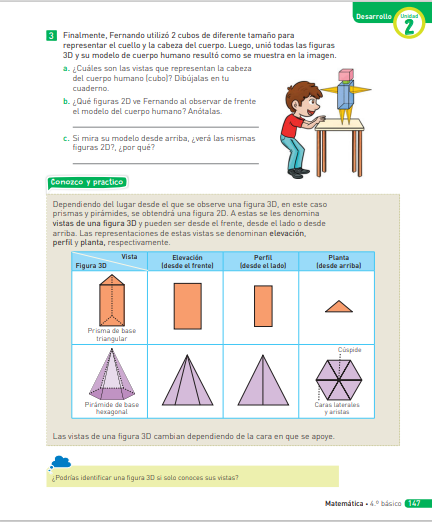 Desarrollo
Unidad
2
3 Finalmente, Fernando utilizó 2 cubos de diferente tamaño para
representar el cuello y la cabeza del cuerpo. Luego, unió todas las figuras
3D y su modelo de cuerpo humano resultó como se muestra en la imagen.
a. ¿Cuáles son las vistas que representan la cabeza
del cuerpo humano (cubo)? Dibújalas en tu
cuaderno.
b. ¿Qué figuras 2D ve Fernando al observar de frente
el modelo del cuerpo humano? Anótalas.
c. Si mira su modelo desde arriba, ¿verá las mismas
figuras 2D?, ¿por qué?
Conozco y practico
Dependiendo del lugar desde el que se observe una figura 3D, en este caso
prismas y pirámides, se obtendrá una figura 2D. A estas se les denomina
vistas de una figura 3D y pueden ser desde el frente, desde el lado o desde
arriba. Las representaciones de estas vistas se denominan elevación,
perfil y planta, respectivamente.
Vista
Figura 3D
Elevación
(desde el frente)
Perfil
(desde el lado)
Planta
(desde arriba)
Prisma de base
triangular
Pirámide de base
hexagonal
Cúspide
Caras laterales
y aristas
Las vistas de una figura 3D cambian dependiendo de la cara en que se apoye.
¿Podrías identificar una figura 3D si solo conoces sus vistas?
Matemática • 4.° básico 147